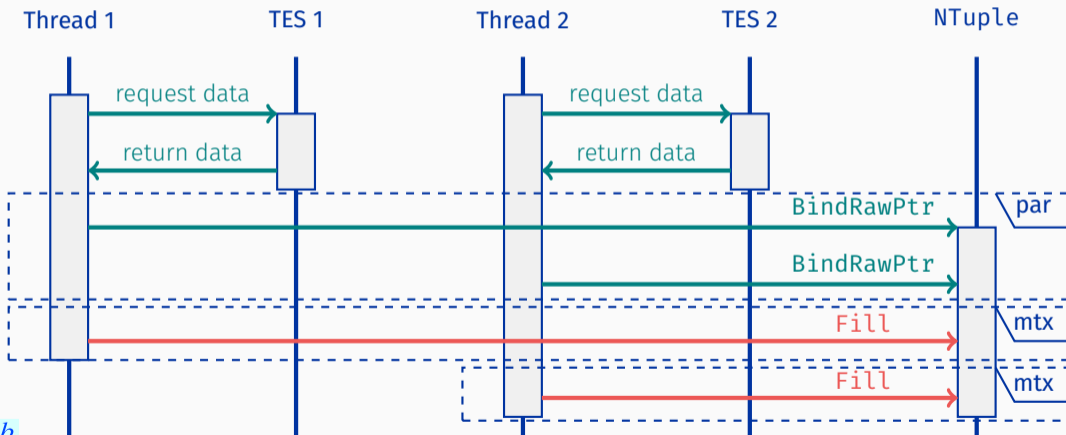 Thread 1 TES 1 Thread 2 TES 2 NTuple
request data request data
return data return data
BindRawPtr par
BindRawPtr
Fill mtx
Fill mtx
b